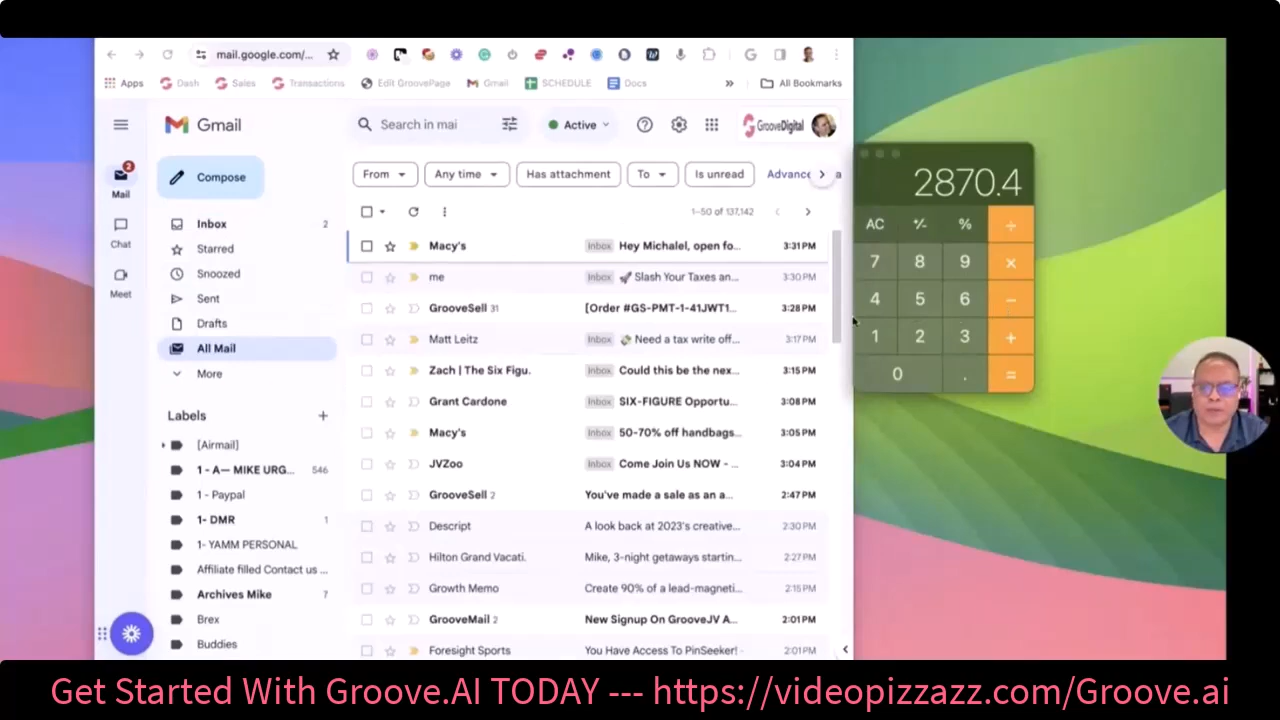 mail.google.com/...
Apps Dash Sales Transactions Edit GroovePage Gmail SCHEDULE Docs » All Bookmarks
Gmail
Search in mai
Active
GrooveDigital
2
Mail
Chat
Meet
Compose
Inbox 2
Starred
Snoozed
Sent
Drafts
All Mail
More
Labels +
[Airmail]
1 - A— MIKE URG... 546
1 - Paypal
1- DMR 1
1- YAMM PERSONAL
Affiliate filled Contact us ...
Archives Mike 7
Brex
Buddies
From Any time Has attachment To Is unread Advance a
1–50 of 137,142
Macy's Inbox Hey Michalel, open fo... 3:31 PM
me Inbox 🚀 Slash Your Taxes an... 3:30 PM
GrooveSell 31 [Order #GS-PMT-1-41JWT1... 3:28 PM
Matt Leitz Inbox 💸 Need a tax write off... 3:17 PM
Zach | The Six Figu. Inbox Could this be the nex... 3:15 PM
Grant Cardone Inbox SIX-FIGURE Opportu... 3:08 PM
Macy's Inbox 50-70% off handbags... 3:05 PM
JVZoo Inbox Come Join Us NOW - ... 3:04 PM
GrooveSell 2 You've made a sale as an a... 2:47 PM
Descript A look back at 2023's creative... 2:30 PM
Hilton Grand Vacati. Mike, 3-night getaways startin... 2:27 PM
Growth Memo Create 90% of a lead-magneti... 2:15 PM
GrooveMail 2 New Signup On GrooveJV A... 2:01 PM
Foresight Sports You Have Access To PinSeeker! - 2:01 PM
2870.4
AC +/- % ÷
7 8 9 ×
4 5 6 −
1 2 3 +
0 . =
Get Started With Groove.AI TODAY --- https://videopizzazz.com/Groove.ai